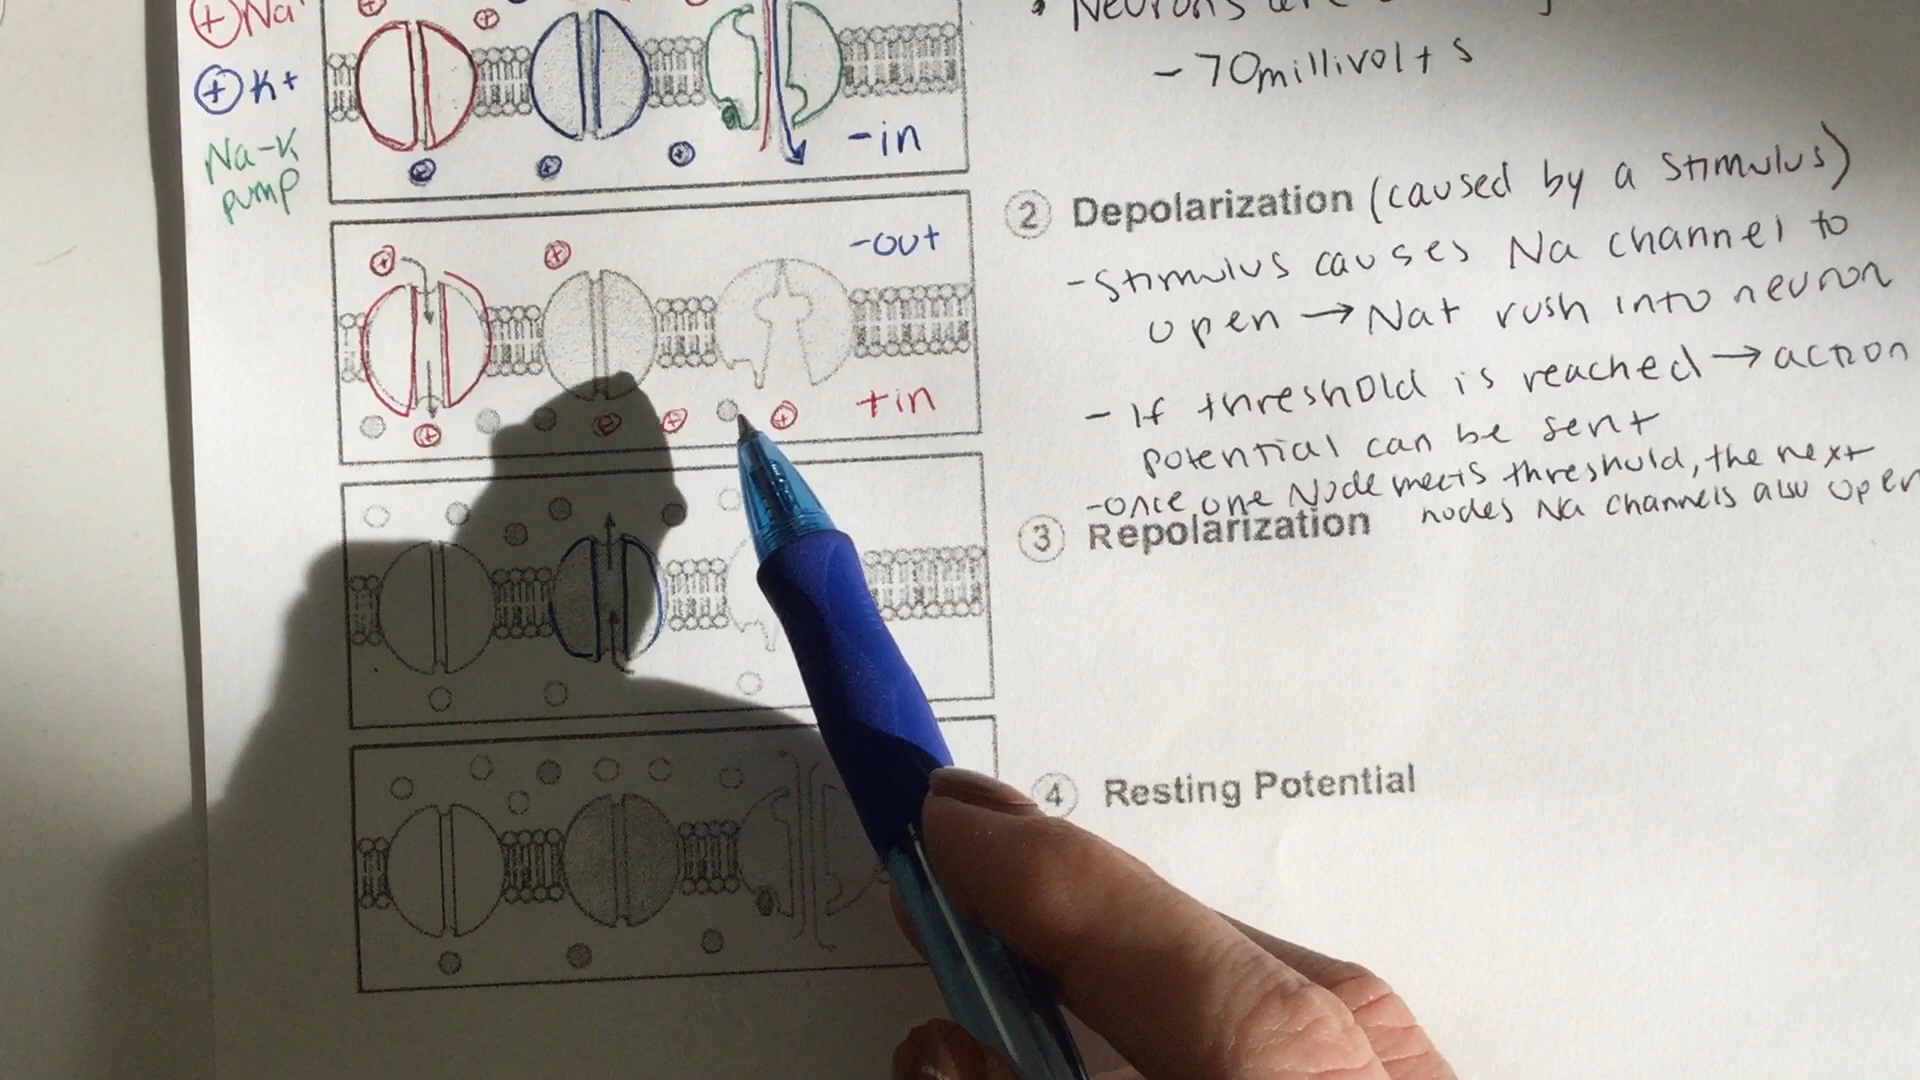 + Na
• Neurons are
-70millivolts
+ K+
Na-K
pump
-in
② Depolarization (caused by a stimulus)
-out
-Stimulus causes Na channel to
open → Na+ rush into neuron
- If threshold is reached → action
potential can be sent
+in
-once one Node meets threshold, the next
nodes Na channels also open
③ Repolarization
④ Resting Potential